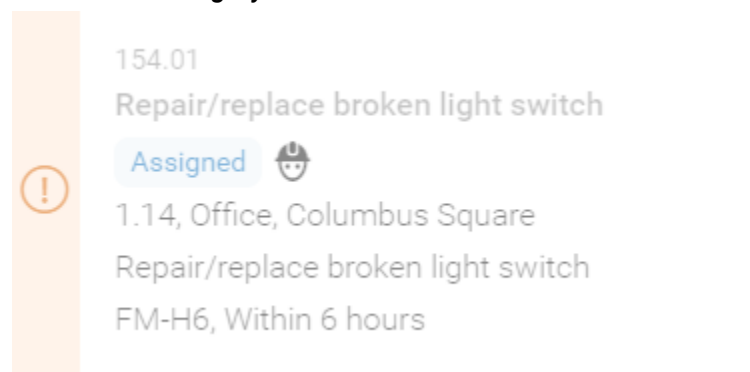 154.01
Repair/replace broken light switch
Assigned
1.14, Office, Columbus Square
Repair/replace broken light switch
FM-H6, Within 6 hours